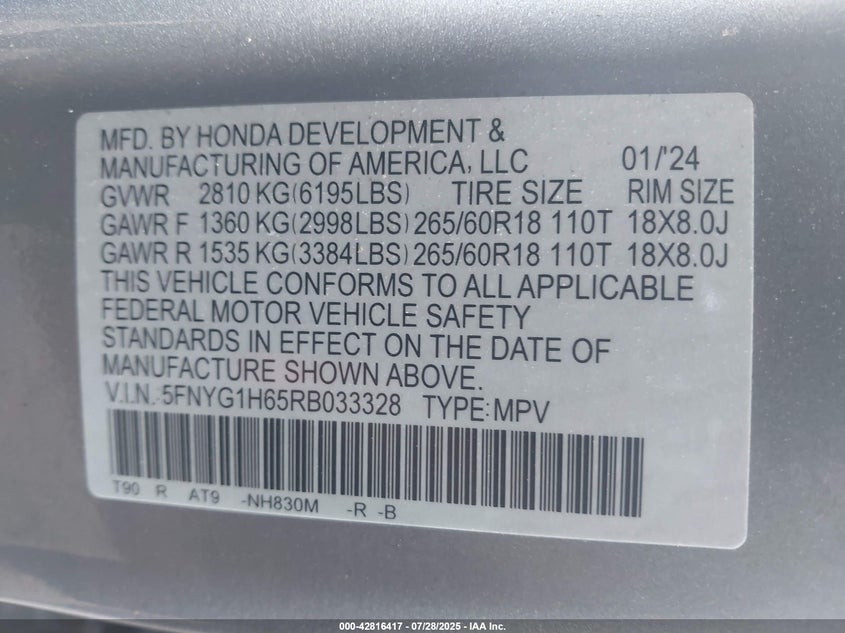 MFD. BY HONDA DEVELOPMENT &
MANUFACTURING OF AMERICA, LLC 01/'24
GVWR 2810 KG(6195LBS) TIRE SIZE RIM SIZE
GAWR F 1360 KG(2998LBS) 265/60R18 110T 18X8.0J
GAWR R 1535 KG(3384LBS) 265/60R18 110T 18X8.0J
THIS VEHICLE CONFORMS TO ALL APPLICABLE
FEDERAL MOTOR VEHICLE SAFETY
STANDARDS IN EFFECT ON THE DATE OF
MANUFACTURE SHOWN ABOVE.
V.I.N.:5FNYG1H65RB033328 TYPE:MPV
T90 R AT9 -NH830M -R -B
000-42816417 - 07/28/2025 - IAA Inc.